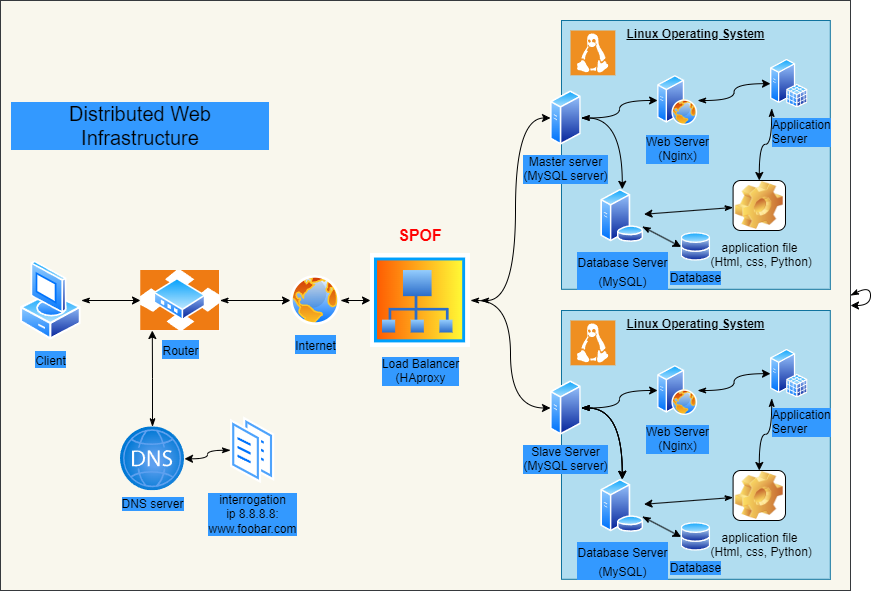 Distributed Web
Infrastructure
Client
Router
DNS
DNS server
interrogation
ip 8.8.8.8:
www.foobar.com
Internet
SPOF
Load Balancer
(HAproxy
Linux Operating System
Master server
(MySQL server)
Web Server
(Nginx)
Application
Server
Database Server
(MySQL)
Database
application file
(Html, css, Python)
Linux Operating System
Slave Server
(MySQL server)
Web Server
(Nginx)
Application
Server
Database Server
(MySQL)
Database
application file
(Html, css, Python)